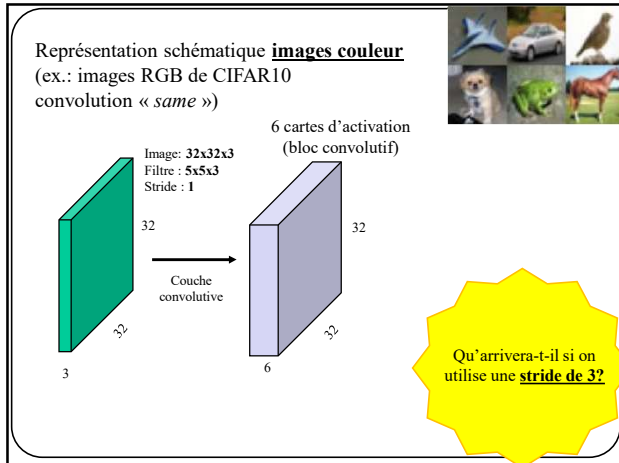 Représentation schématique images couleur
(ex.: images RGB de CIFAR10
convolution « same »)
6 cartes d'activation
(bloc convolutif)
Image: 32x32x3
Filtre : 5x5x3
Stride : 1
32
32
Couche
convolutive
32
32
3
6
Qu'arrivera-t-il si on
utilise une stride de 3?